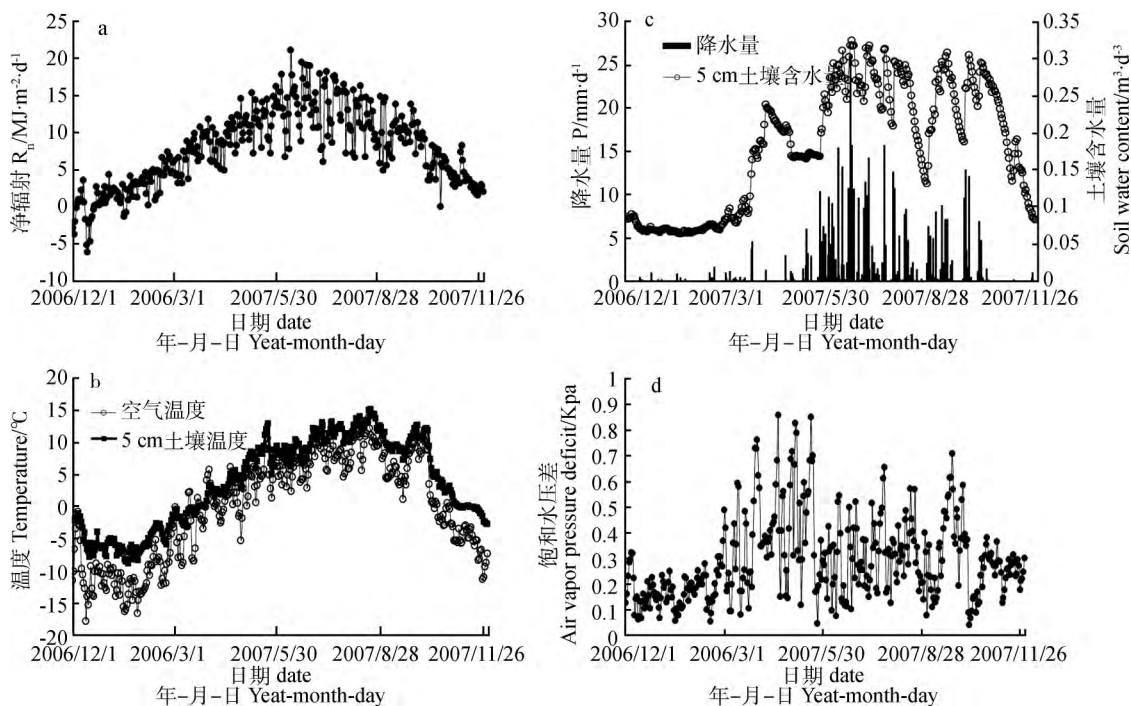 a
净辐射 Rn/MJ·m-2·d-1
25
20
15
10
5
0
-5
-10
2006/12/1 2006/3/1 2007/5/30 2007/8/28 2007/11/26
日期 date
年-月-日 Yeat-month-day
c
降水量
5 cm土壤含水
降水量 P/mm·d-1
30
25
20
15
10
5
0
0.35
0.3
0.25
0.2
0.15
0.1
0.05
0
土壤含水量
Soil water content/m3·d-3
2006/12/1 2007/3/1 2007/5/30 2007/8/28 2007/11/26
日期 date
年-月-日 Yeat-month-day
b
空气温度
5 cm土壤温度
温度 Temperature/℃
20
15
10
5
0
-5
-10
-15
-20
2006/12/1 2006/3/1 2007/5/30 2007/8/28 2007/11/26
日期 date
年-月-日 Yeat-month-day
d
饱和水压差
Air vapor pressure deficit/Kpa
1
0.9
0.8
0.7
0.6
0.5
0.4
0.3
0.2
0.1
0
2006/12/1 2006/3/1 2007/5/30 2007/8/28 2007/11/26
日期 date
年-月-日 Yeat-month-day